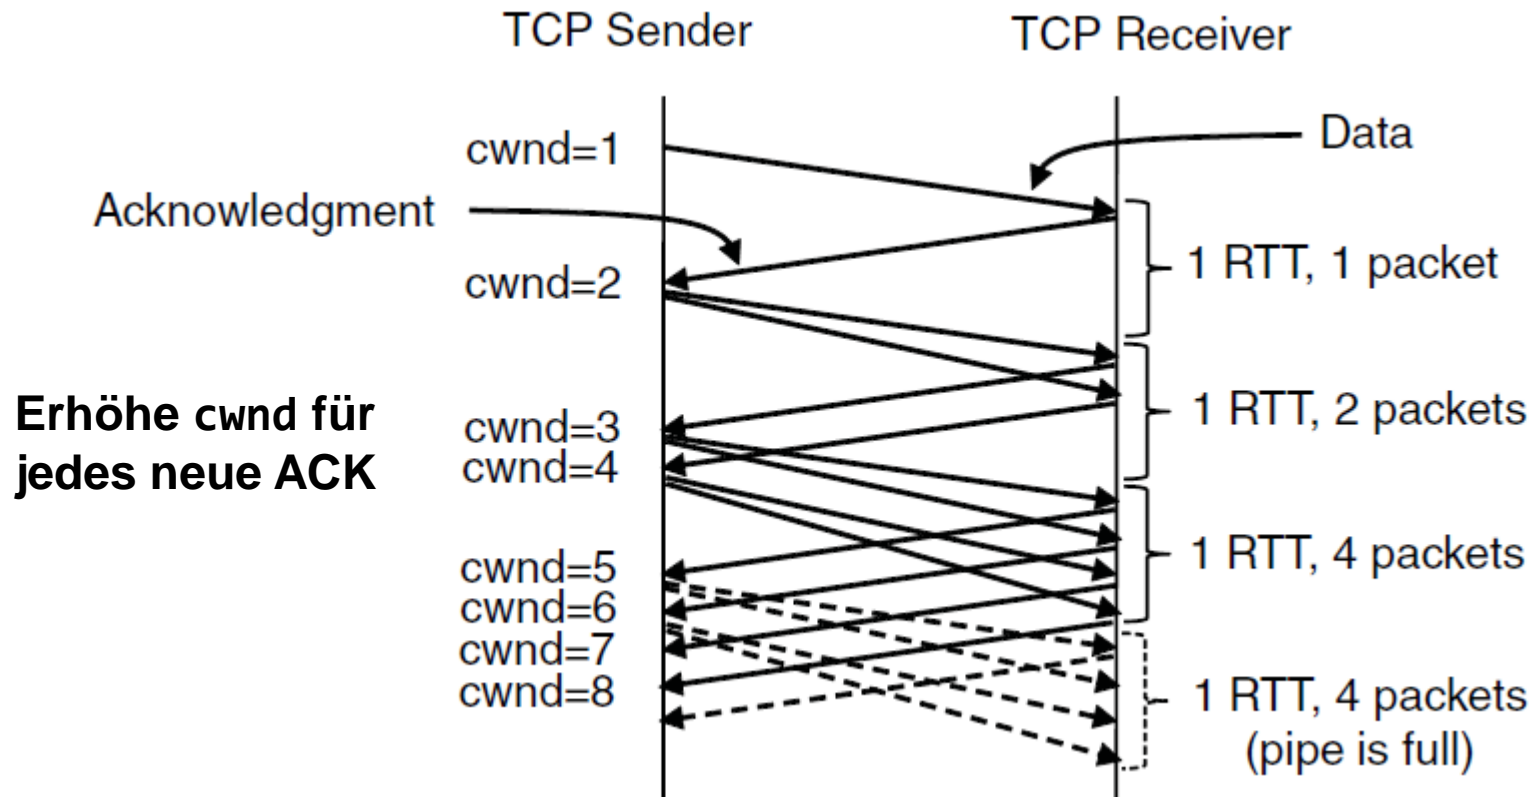 TCP Sender
TCP Receiver
cwnd=1
Data
Acknowledgment
cwnd=2
1 RTT, 1 packet
Erhöhe cwnd für
jedes neue ACK
cwnd=3
cwnd=4
1 RTT, 2 packets
cwnd=5
cwnd=6
cwnd=7
cwnd=8
1 RTT, 4 packets
1 RTT, 4 packets
(pipe is full)